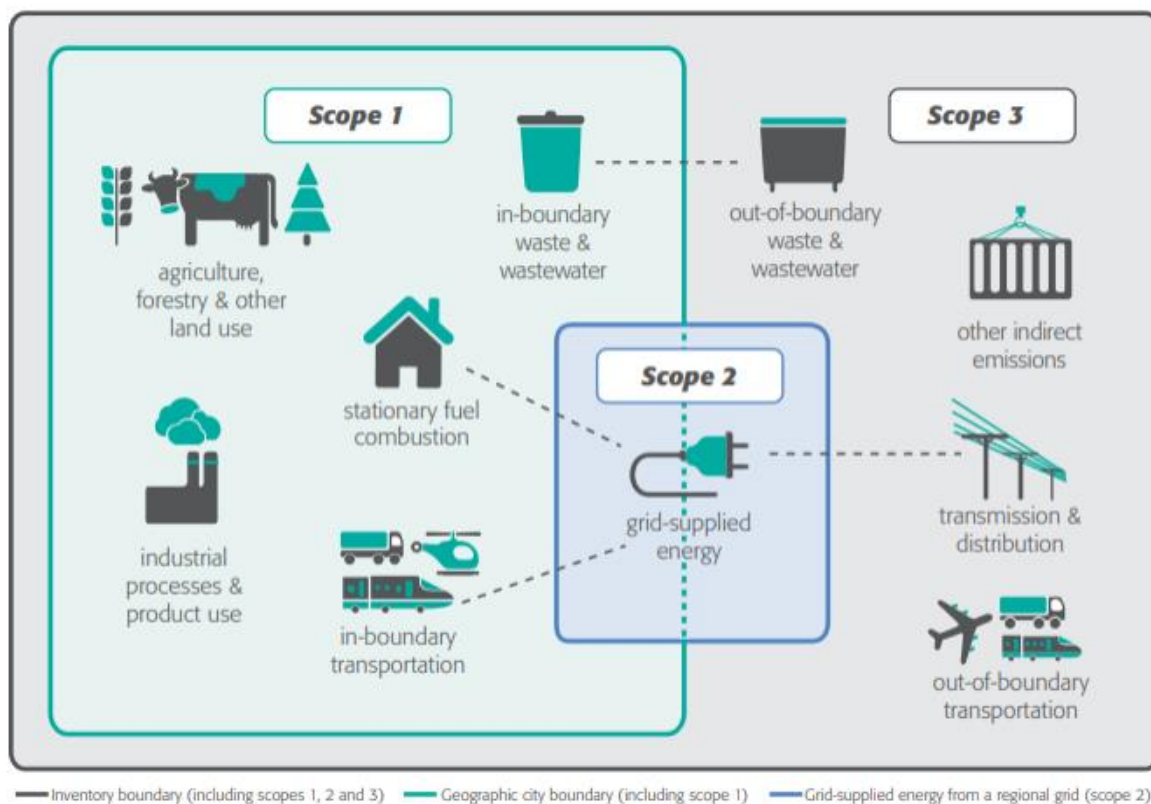 Scope 1
Scope 3
in-boundary
waste &
wastewater
out-of-boundary
waste &
wastewater
agriculture,
forestry & other
land use
other indirect
emissions
Scope 2
stationary fuel
combustion
grid-supplied
energy
transmission &
distribution
industrial
processes &
product use
in-boundary
transportation
out-of-boundary
transportation
Inventory boundary (including scopes 1, 2 and 3)
Geographic city boundary (including scope 1)
Grid-supplied energy from a regional grid (scope 2)